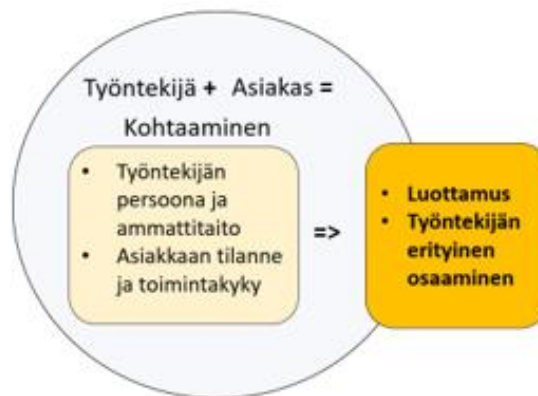 Työntekijä + Asiakas =
Kohtaaminen
• Työntekijän
persoona ja
ammattitaito
• Asiakkaan tilanne
ja toimintakyky
=>
• Luottamus
• Työntekijän
erityinen
osaaminen